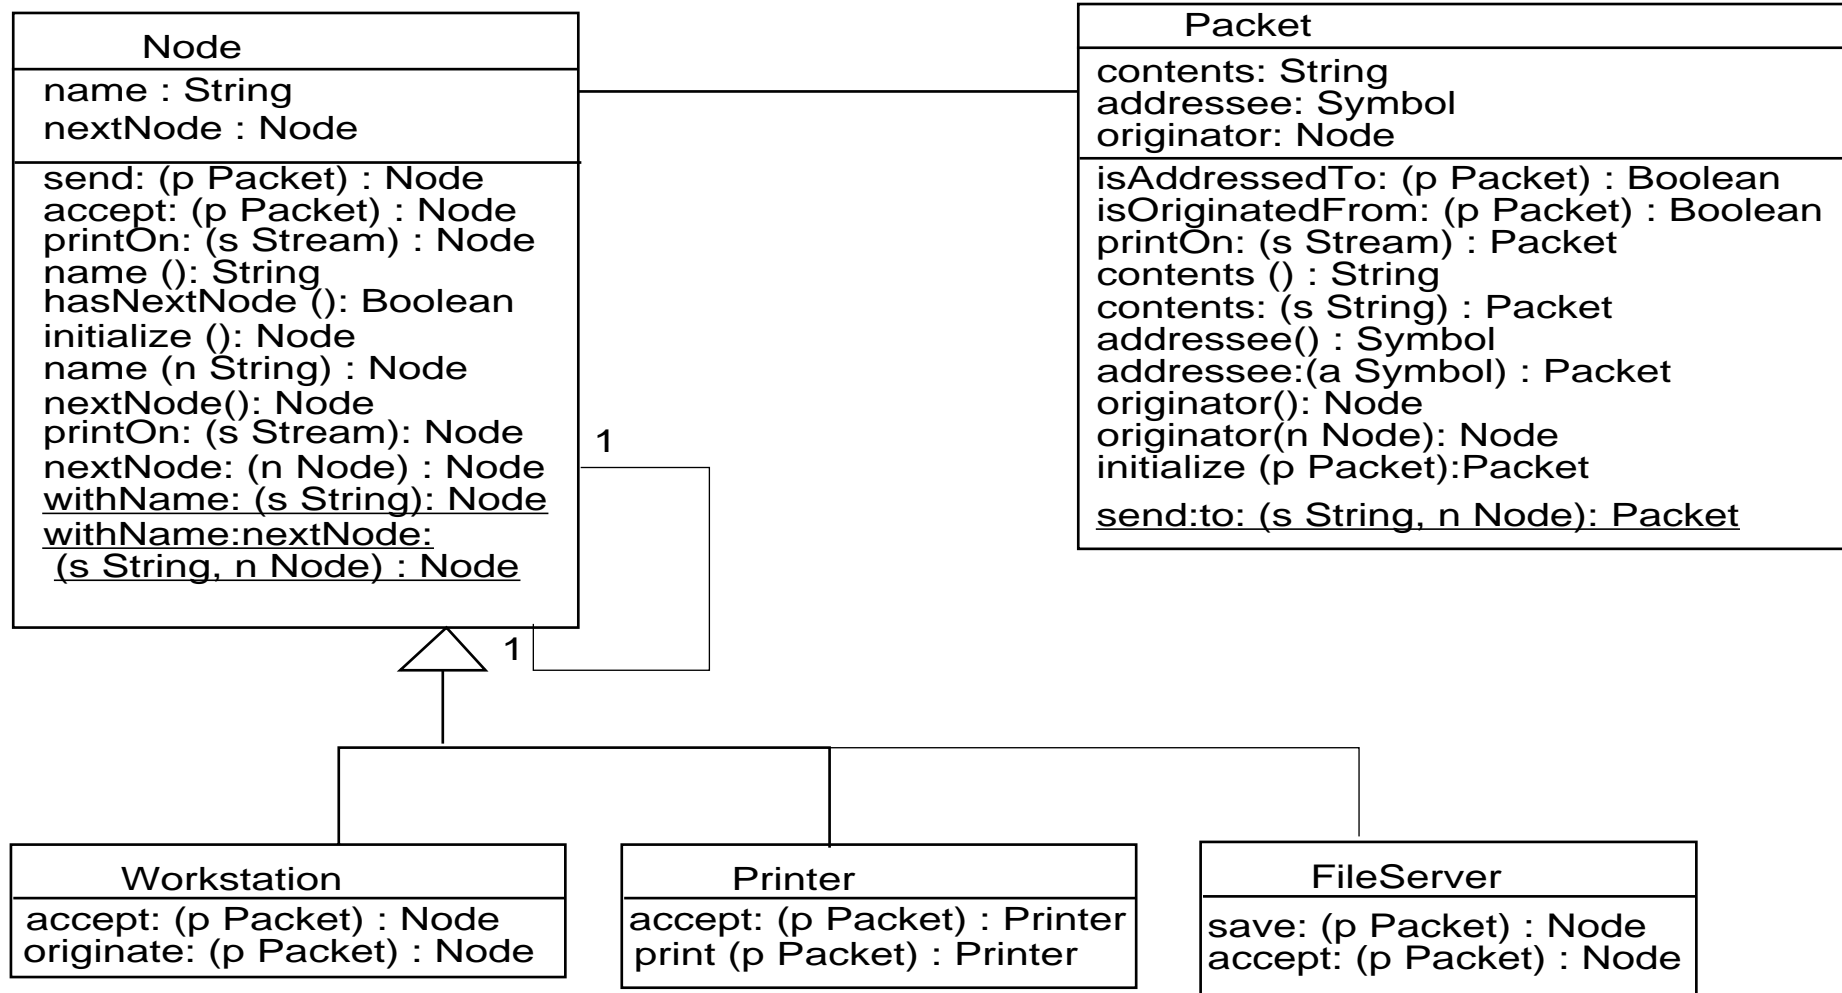 Node
name : String
nextNode : Node
send: (p Packet) : Node
accept: (p Packet) : Node
printOn: (s Stream) : Node
name (): String
hasNextNode (): Boolean
initialize (): Node
name (n String) : Node
nextNode(): Node
printOn: (s Stream): Node
nextNode: (n Node) : Node
withName: (s String): Node
withName:nextNode:
(s String, n Node) : Node
1
1
Packet
contents: String
addressee: Symbol
originator: Node
isAddressedTo: (p Packet) : Boolean
isOriginatedFrom: (p Packet) : Boolean
printOn: (s Stream) : Packet
contents () : String
contents: (s String) : Packet
addressee() : Symbol
addressee:(a Symbol) : Packet
originator(): Node
originator(n Node): Node
initialize (p Packet):Packet
send:to: (s String, n Node): Packet
Workstation
accept: (p Packet) : Node
originate: (p Packet) : Node
Printer
accept: (p Packet) : Printer
print (p Packet) : Printer
FileServer
save: (p Packet) : Node
accept: (p Packet) : Node